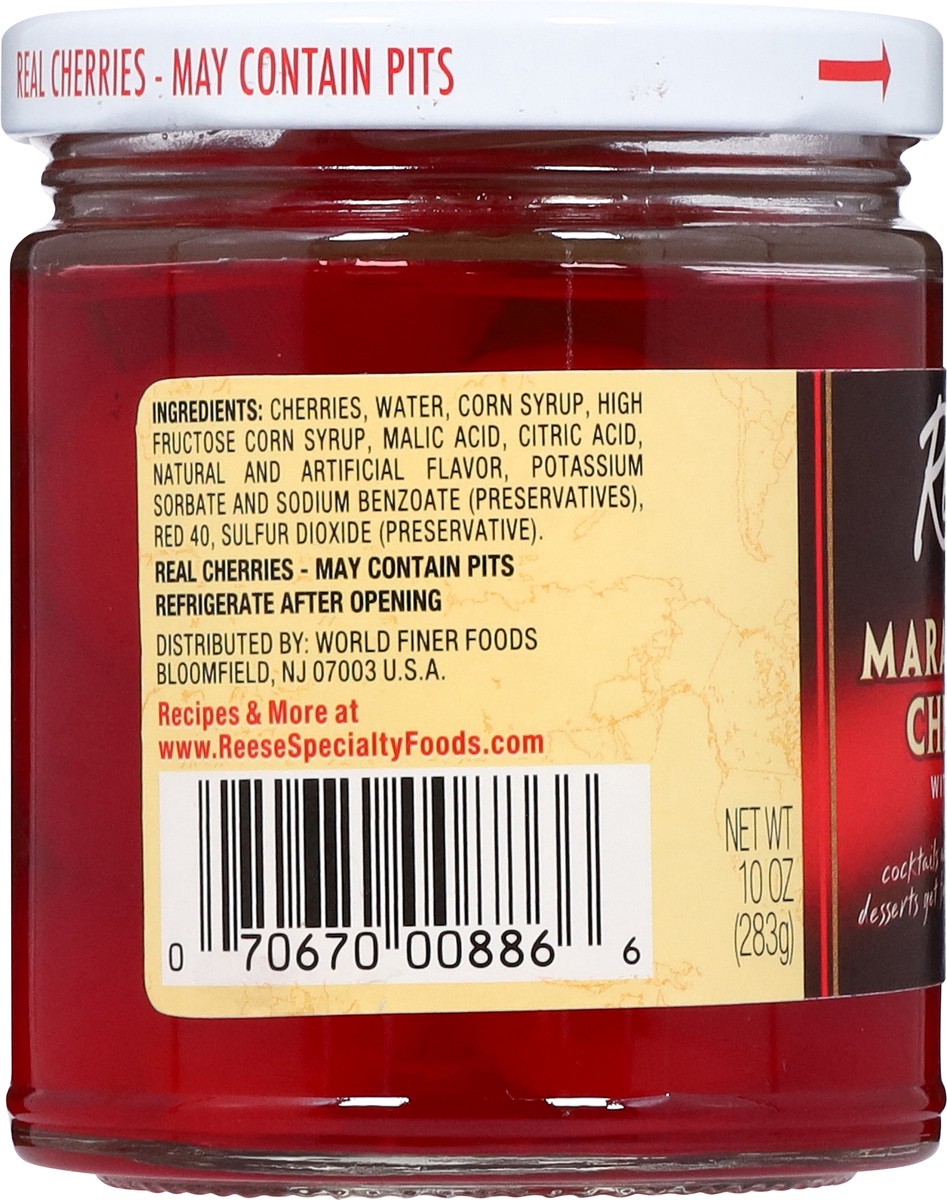 REAL CHERRIES - MAY CONTAIN PITS
INGREDIENTS: CHERRIES, WATER, CORN SYRUP, HIGH
FRUCTOSE CORN SYRUP, MALIC ACID, CITRIC ACID,
NATURAL AND ARTIFICIAL FLAVOR, POTASSIUM
SORBATE AND SODIUM BENZOATE (PRESERVATIVES),
RED 40, SULFUR DIOXIDE (PRESERVATIVE).
REAL CHERRIES - MAY CONTAIN PITS
REFRIGERATE AFTER OPENING
DISTRIBUTED BY: WORLD FINER FOODS
BLOOMFIELD, NJ 07003 U.S.A.
Recipes & More at
www.ReeseSpecialtyFoods.com
0 70670 00886 6
NET WT
10 OZ
(283g)
cocktails
desserts get